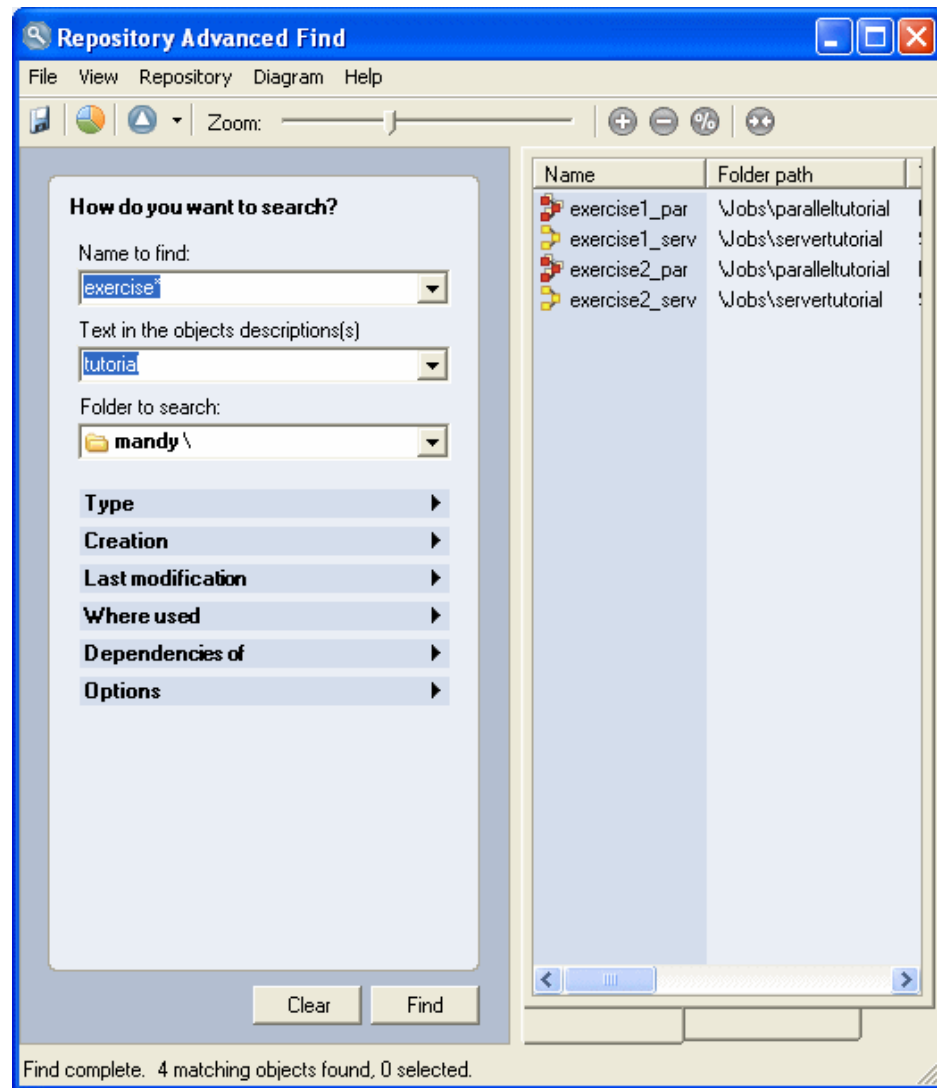 Repository Advanced Find
File View Repository Diagram Help
Zoom:
How do you want to search?
Name to find:
exercise*
Text in the objects descriptions(s)
tutorial
Folder to search:
mandy \
Type
Creation
Last modification
Where used
Dependencies of
Options
Clear Find
Name Folder path
exercise1_par \Jobs\paralleltutorial
exercise1_serv \Jobs\servertutorial
exercise2_par \Jobs\paralleltutorial
exercise2_serv \Jobs\servertutorial
Find complete. 4 matching objects found, 0 selected.